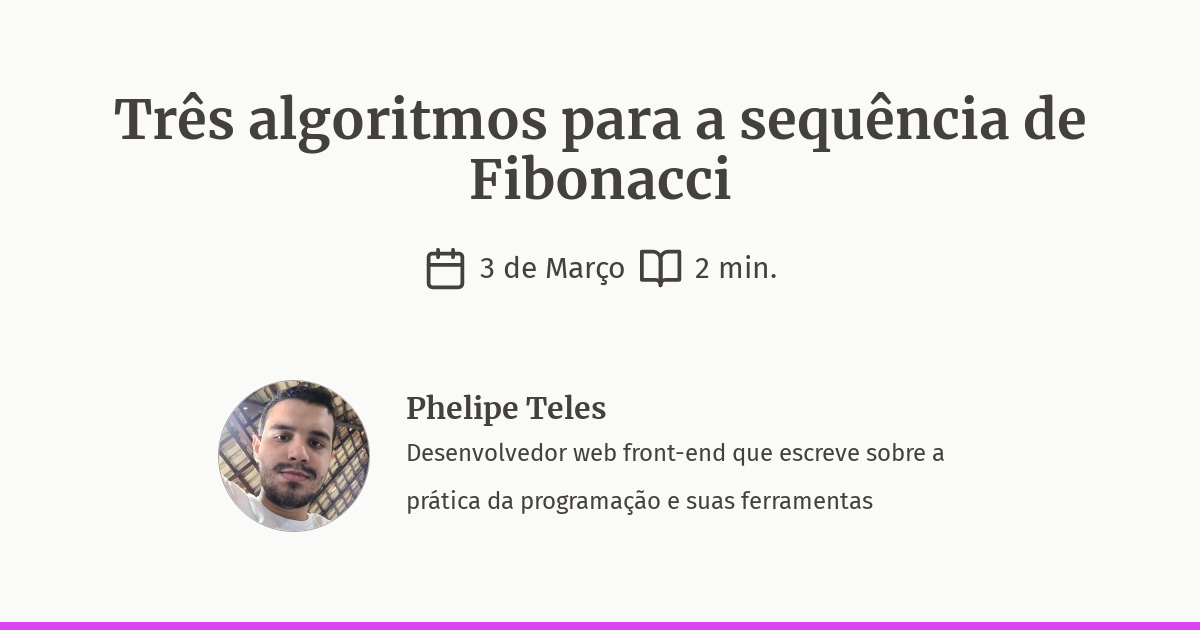 Três algoritmos para a sequência de
Fibonacci
3 de Março 2 min.
Phelipe Teles
Desenvolvedor web front-end que escreve sobre a
prática da programação e suas ferramentas